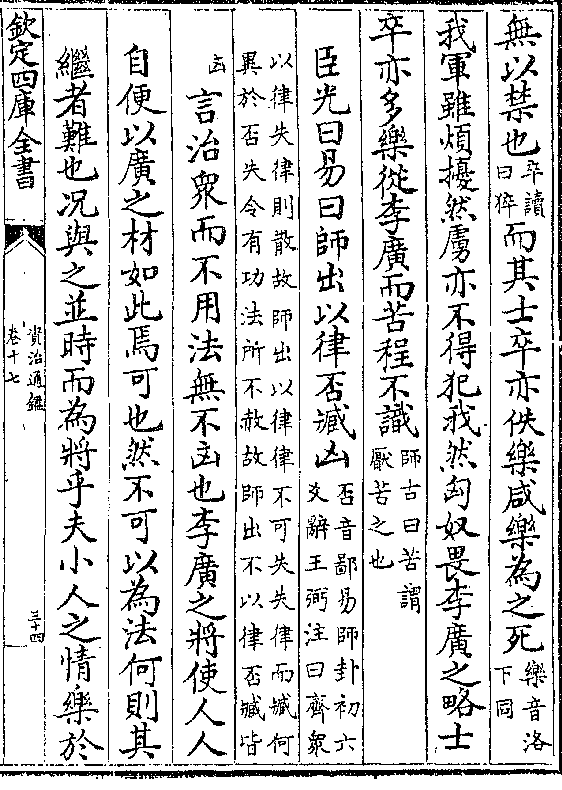 無以禁也卒讀曰猝而其士卒亦佚樂咸樂為之死樂音洛下同
我軍雖煩擾然虜亦不得犯我然匈奴畏李廣之略士
卒亦多樂從李廣而苦程不識師古曰苦謂厭苦之也
臣光曰易曰師出以律否臧凶否音鄙易師卦初六爻辭王弼注曰齊衆
以律失律則散故師出以律律不可失失律而臧何
異於否失令有功法所不赦故師出不以律否臧皆
凶言治衆而不用法無不凶也李廣之將使人人
自便以廣之材如此焉可也然不可以為法何則其
繼者難也况與之並時而為將乎夫小人之情樂於
欽定四庫全書
資治通鑑
卷十七
三十四